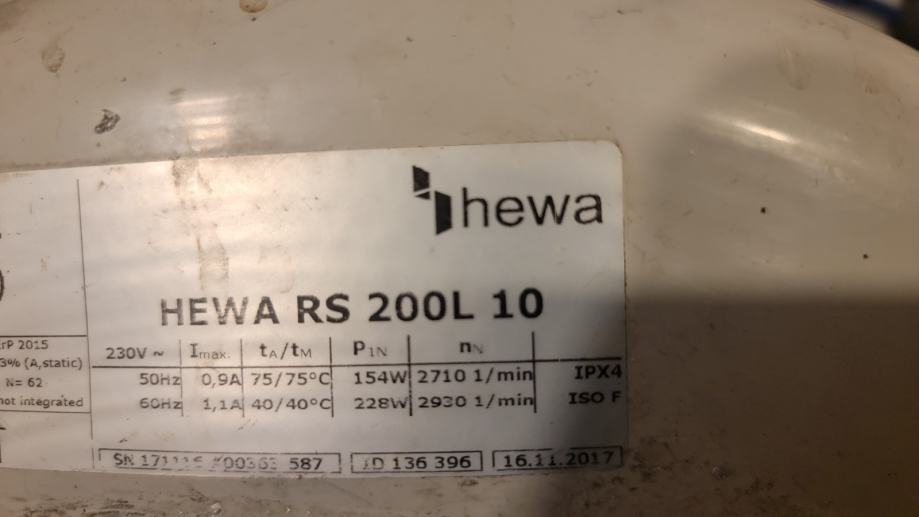 hewa
HEWA RS 200L 10
rP 2015
3% (A,static)
N= 62
not integrated
230V ~ Imax. tA/tM P1N nN
50Hz 0,9A 75/75°C 154W 2710 1/min IPX4
60Hz 1,1A 40/40°C 228W 2930 1/min ISO F
SN 587 ID 136 396 16.11.2017